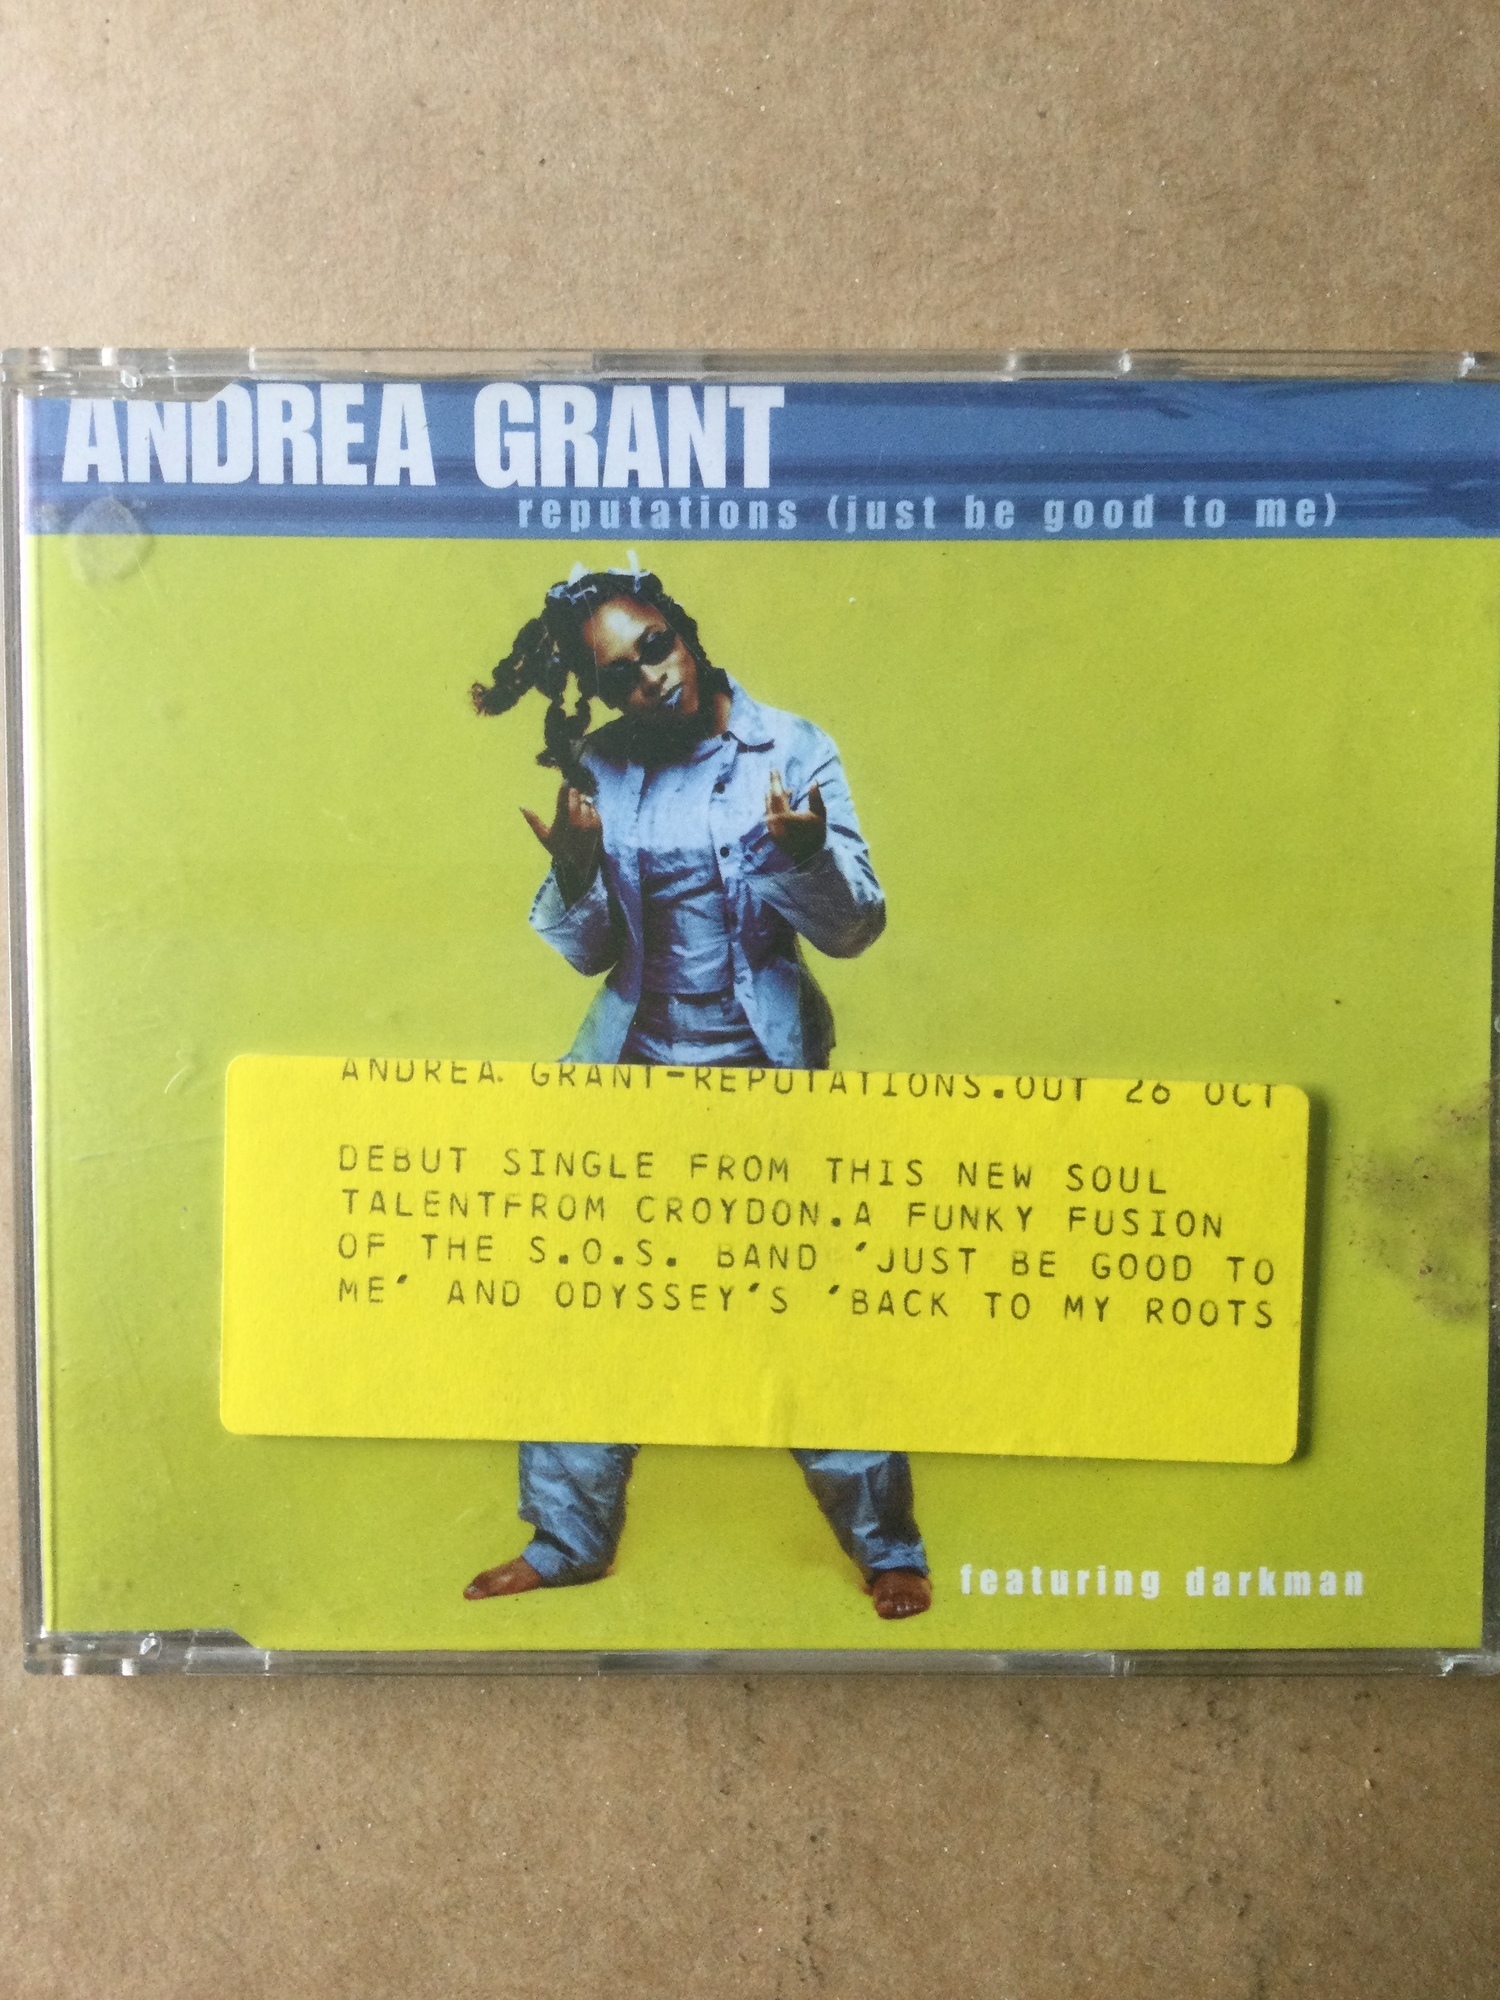 ANDREA GRANT
reputations (just be good to me)
ANDREA GRANT-REPUTATIONS.OUT 26 OCT
DEBUT SINGLE FROM THIS NEW SOUL
TALENTFROM CROYDON.A FUNKY FUSION
OF THE S.O.S. BAND 'JUST BE GOOD TO
ME' AND ODYSSEY'S 'BACK TO MY ROOTS
featuring darkman